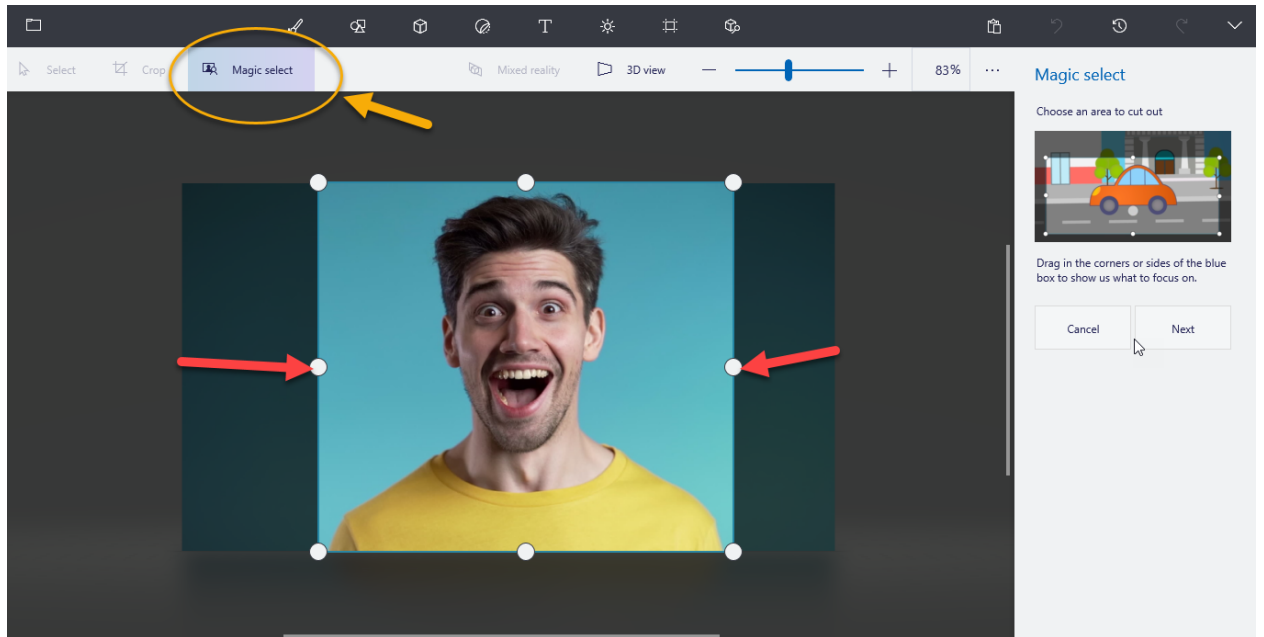 T
Select
Crop
Magic select
Mixed reality
3D view
83%
Magic select
Choose an area to cut out
Drag in the corners or sides of the blue
box to show us what to focus on.
Cancel
Next